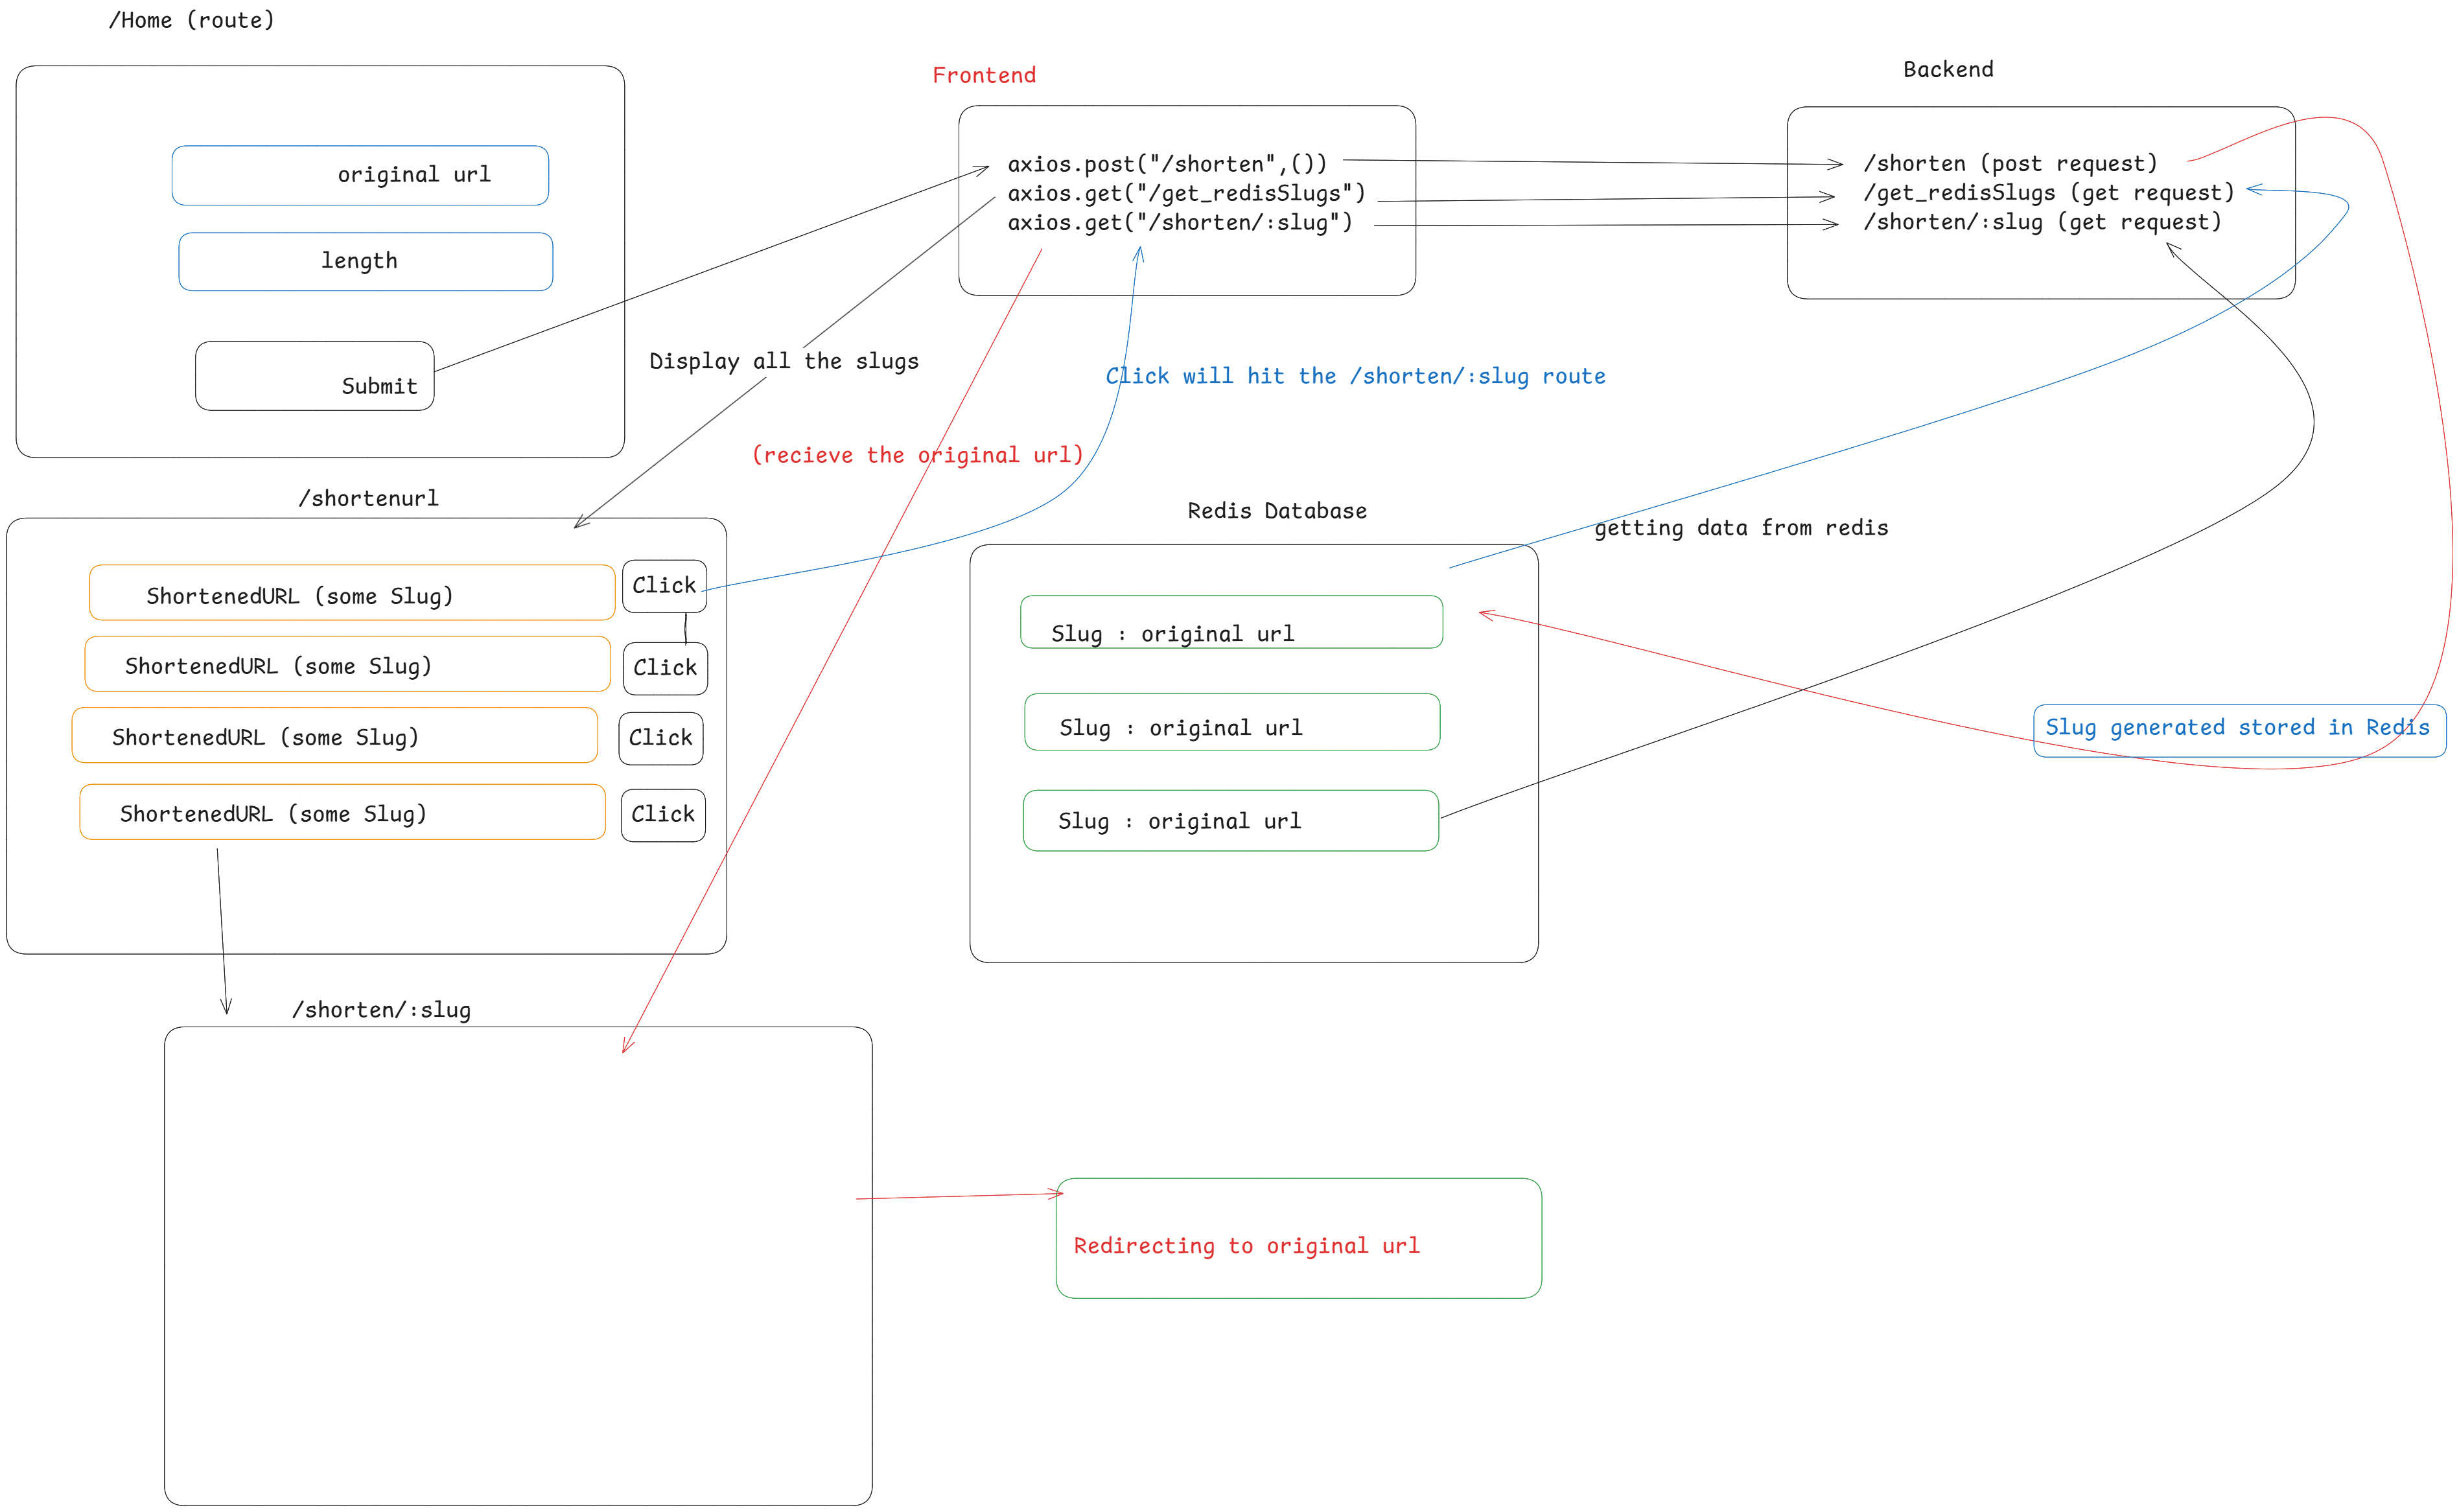 /Home (route)
original url
length
Submit
Frontend
axios.post("/shorten",())
axios.get("/get_redisSlugs")
axios.get("/shorten/:slug")
Backend
/shorten (post request)
/get_redisSlugs (get request)
/shorten/:slug (get request)
Display all the slugs
Click will hit the /shorten/:slug route
(recieve the original url)
/shortenurl
ShortenedURL (some Slug)
Click
ShortenedURL (some Slug)
Click
ShortenedURL (some Slug)
Click
ShortenedURL (some Slug)
Click
Redis Database
getting data from redis
Slug : original url
Slug : original url
Slug : original url
Slug generated stored in Redis
/shorten/:slug
Redirecting to original url